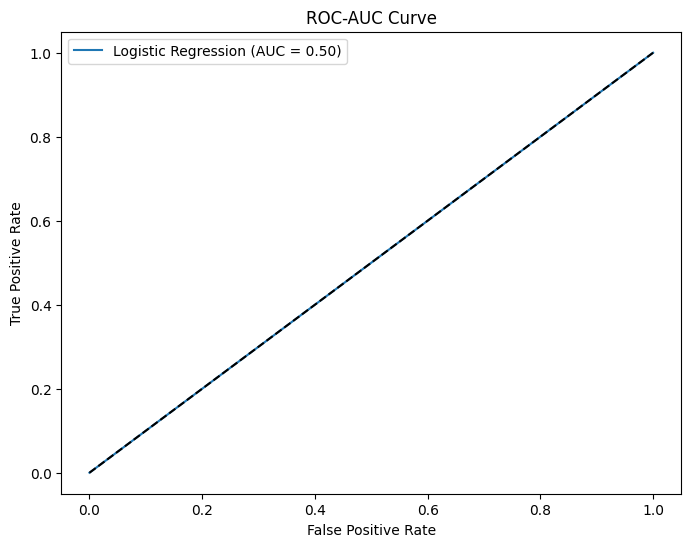 ROC-AUC Curve
Logistic Regression (AUC = 0.50)
True Positive Rate
1.0
0.8
0.6
0.4
0.2
0.0
0.0 0.2 0.4 0.6 0.8 1.0
False Positive Rate